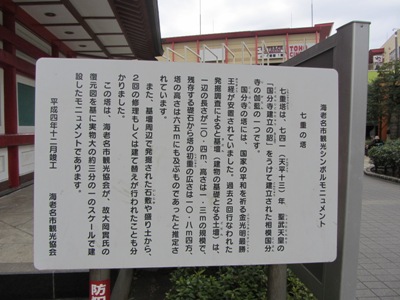 海老名市観光シンボルモニュメント
七重の塔
七重塔は、七四一(天平十三)年 聖武天皇の
「国分寺建立の詔」をうけて建立された相模国分
寺の伽藍の一つです。
国分寺の塔には、国家の平和を祈る金光明最勝
王経が安置されていました。過去2回行なわれた
発掘調査によると基壇(建物の基礎となる土壇)は、
一辺の長さが二〇・四m、高さは一・三mの規模で、
残存する礎石から塔の初重の広さは一〇・八m四方、
塔の高さは六五mにも及ぶものであったと推定さ
れています。
また、基壇周辺で発掘された石敷や盛り土から、
2回の修理もしくは建て替えが行われたことも分
かりました。
この塔は、海老名市観光協会が、故大岡實氏の
復元図を基に実物大の約三分の一のスケールで建
設したモニュメントであります。
平成四年十二月竣工 海老名市観光協会
防
TOHO